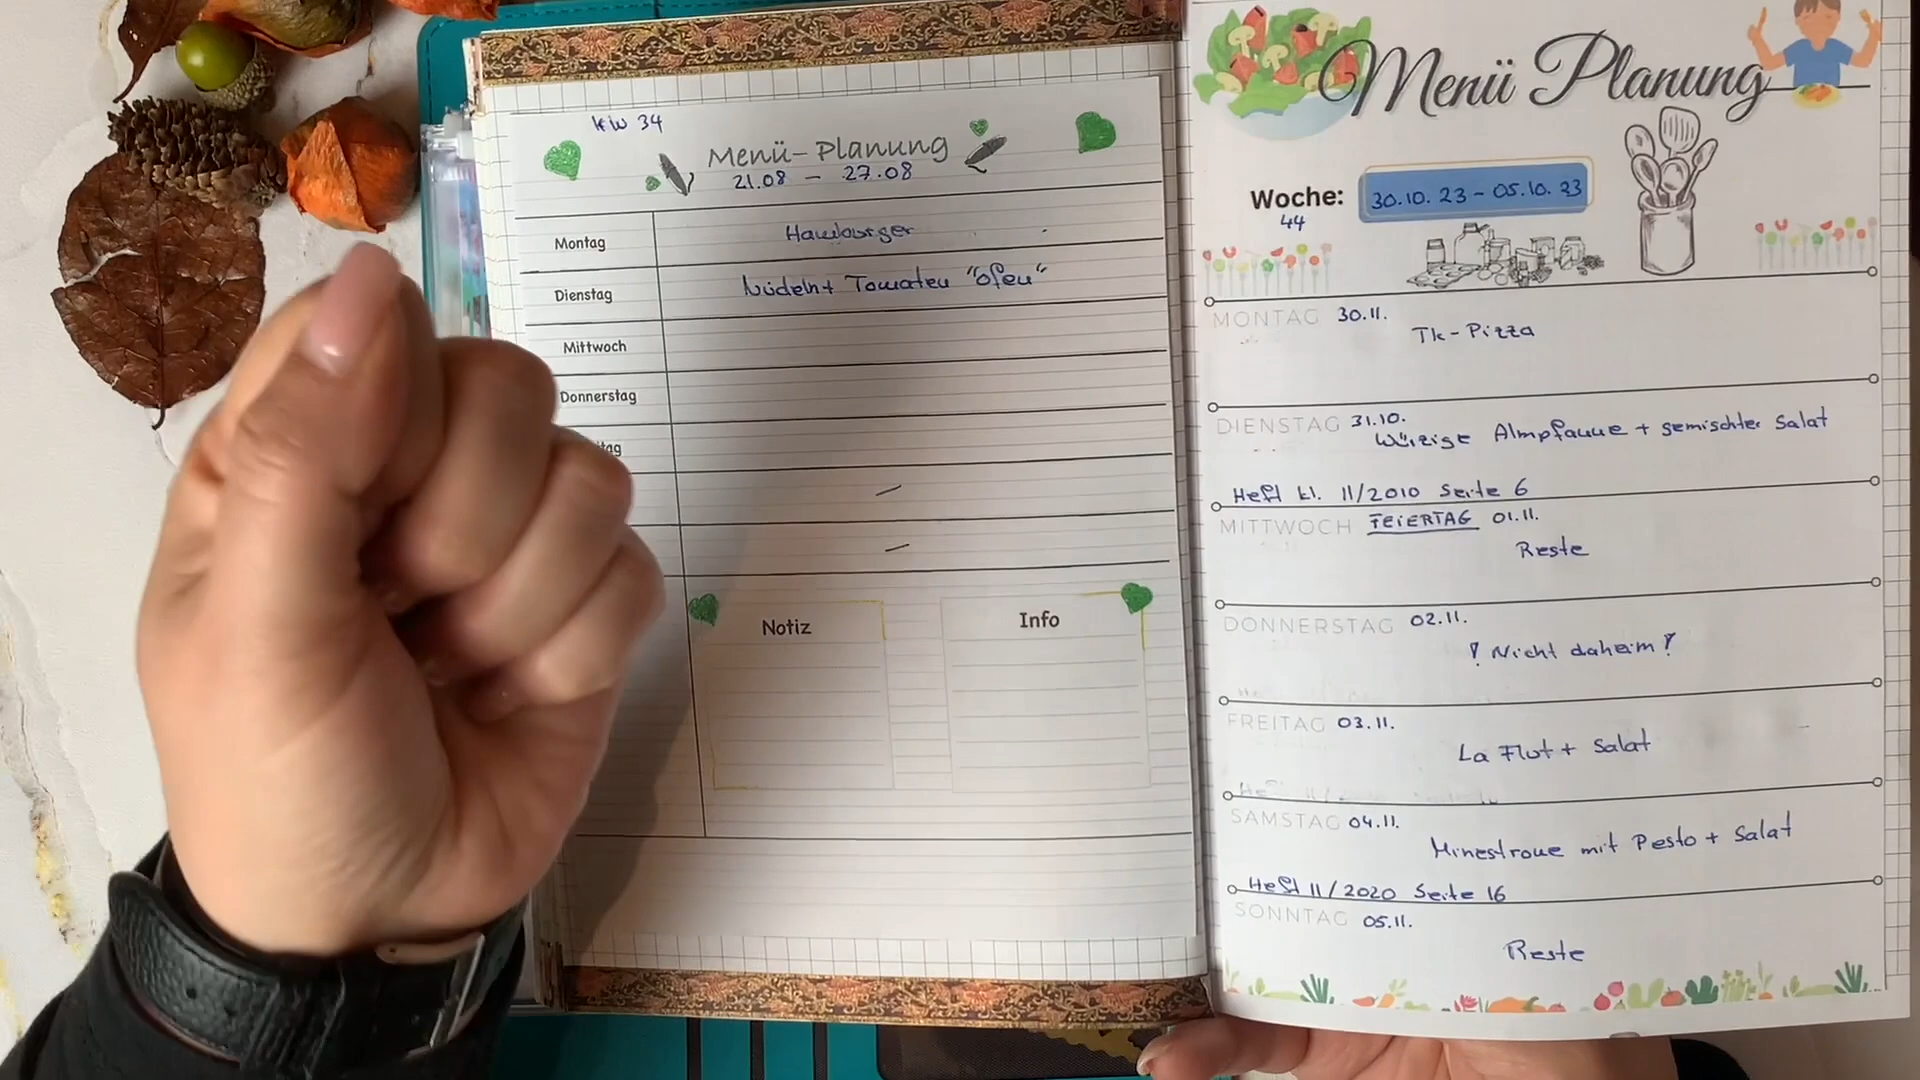 KW 34
Menü-Planung
21.08 – 27.08
Montag Hamburger
Dienstag Nudeln + Tomaten "Ofen"
Mittwoch
Donnerstag
tag
Notiz
Info
Menü Planung
Woche: 30.10.23 – 05.10.23
44
MONTAG 30.11.
Tk-Pizza
DIENSTAG 31.10.
Würzige Almpfanne + gemischter Salat
Heft kl. 11/2010 Seite 6
MITTWOCH FEIERTAG 01.11.
Reste
DONNERSTAG 02.11.
! Nicht daheim !
FREITAG 03.11.
La Flut + Salat
SAMSTAG 04.11.
Minestrone mit Pesto + Salat
Heft 11/2020 Seite 16
SONNTAG 05.11.
Reste